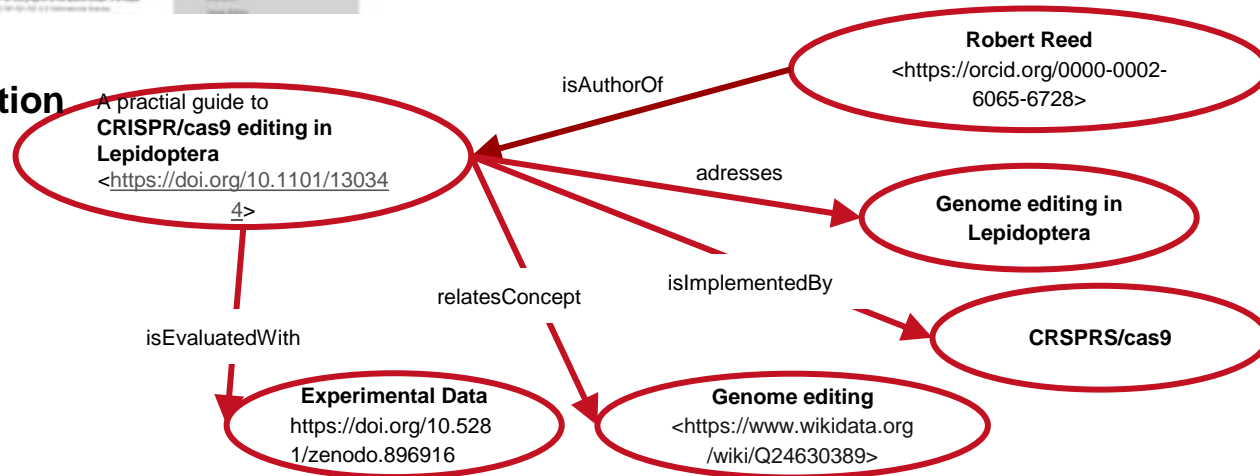 Robert Reed
<https://orcid.org/0000-0002-
6065-6728>
isAuthorOf
tion
A practial guide to
CRISPR/cas9 editing in
Lepidoptera
<https://doi.org/10.1101/13034
4>
adresses
Genome editing in
Lepidoptera
isImplementedBy
relatesConcept
CRSPRS/cas9
isEvaluatedWith
Experimental Data
https://doi.org/10.528
1/zenodo.896916
Genome editing
<https://www.wikidata.org
/wiki/Q24630389>